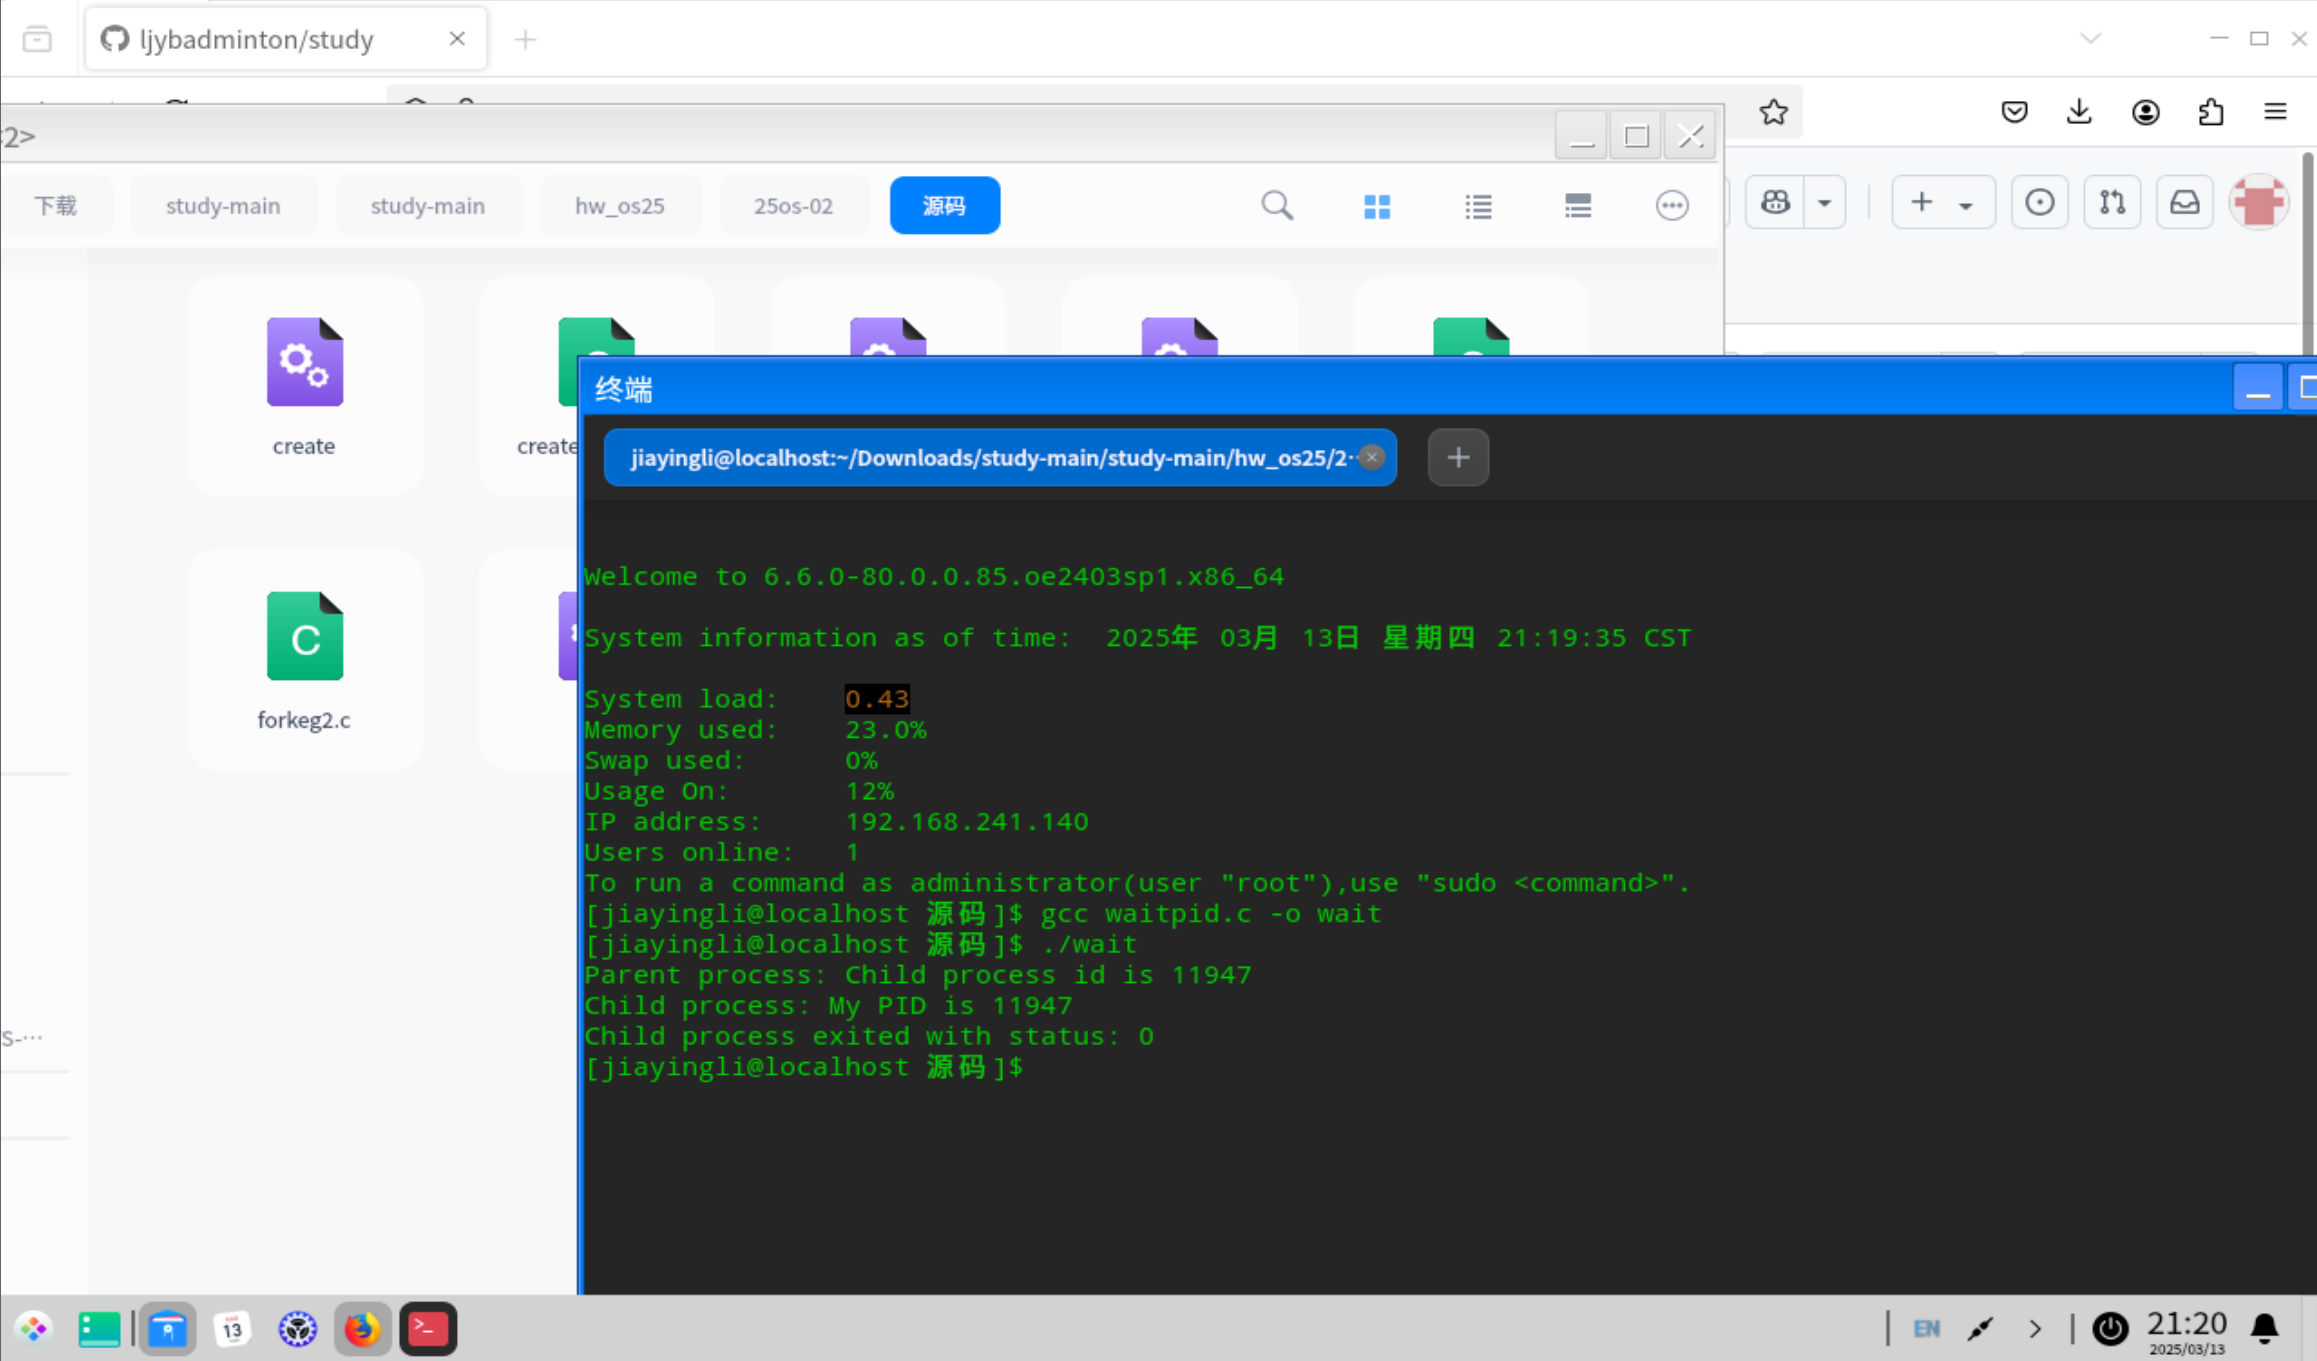 ljybadminton/study
2>
下载
study-main
study-main
hw_os25
25os-02
源码
create
create
forkeg2.c
s-···
终端
jiayingli@localhost:~/Downloads/study-main/study-main/hw_os25/2··
Welcome to 6.6.0-80.0.0.85.oe2403sp1.x86_64
System information as of time:  2025年 03月 13日 星期四 21:19:35 CST
System load:    0.43
Memory used:    23.0%
Swap used:      0%
Usage On:       12%
IP address:     192.168.241.140
Users online:   1
To run a command as administrator(user "root"),use "sudo <command>".
[jiayingli@localhost 源码]$ gcc waitpid.c -o wait
[jiayingli@localhost 源码]$ ./wait
Parent process: Child process id is 11947
Child process: My PID is 11947
Child process exited with status: 0
[jiayingli@localhost 源码]$
13
C
>_
EN
21:20
2025/03/13